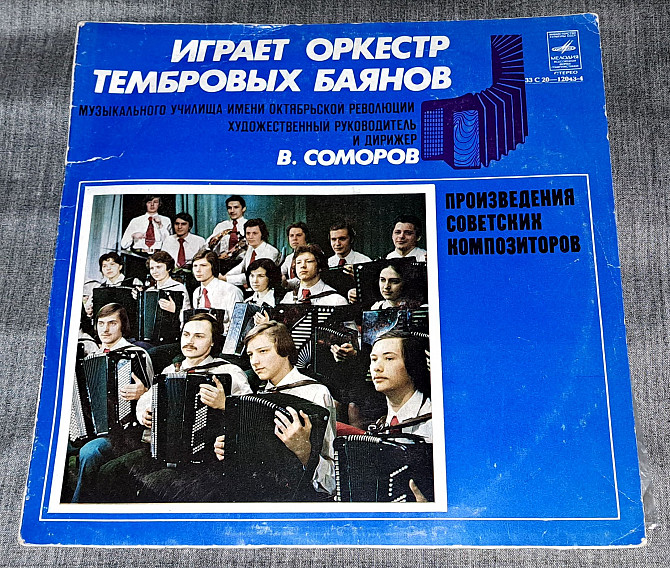 ИГРАЕТ ОРКЕСТР
ТЕМБРОВЫХ БАЯНОВ
МУЗЫКАЛЬНОГО УЧИЛИЩА ИМЕНИ ОКТЯБРЬСКОЙ РЕВОЛЮЦИИ
ХУДОЖЕСТВЕННЫЙ РУКОВОДИТЕЛЬ
И ДИРИЖЕР
В. СОМОРОВ
МЕЛОДИЯ
СТЕРЕО
33 С 20—12043-4
ПРОИЗВЕДЕНИЯ
СОВЕТСКИХ
КОМПОЗИТОРОВ